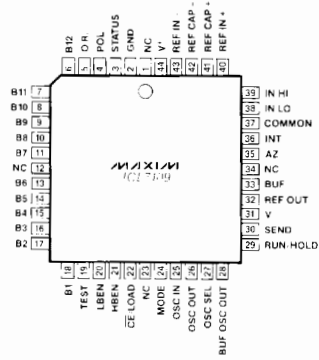 B12
O.R.
POL
STATUS
GND
NC
V+
REF IN -
REF CAP -
REF CAP +
REF IN +
6 5 4 3 2 1 44 43 42 41 40
B11 7
B10 8
B9 9
B8 10
B7 11
NC 12
B6 13
B5 14
B4 15
B3 16
B2 17
MAXIM
ICL7109
39 IN HI
38 IN LO
37 COMMON
36 INT
35 AZ
34 NC
33 BUF
32 REF OUT
31 V
30 SEND
29 RUN/HOLD
18 19 20 21 22 23 24 25 26 27 28
B1
TEST
LBEN
HBEN
CE/LOAD
NC
MODE
OSC IN
OSC OUT
OSC SEL
BUF OSC OUT